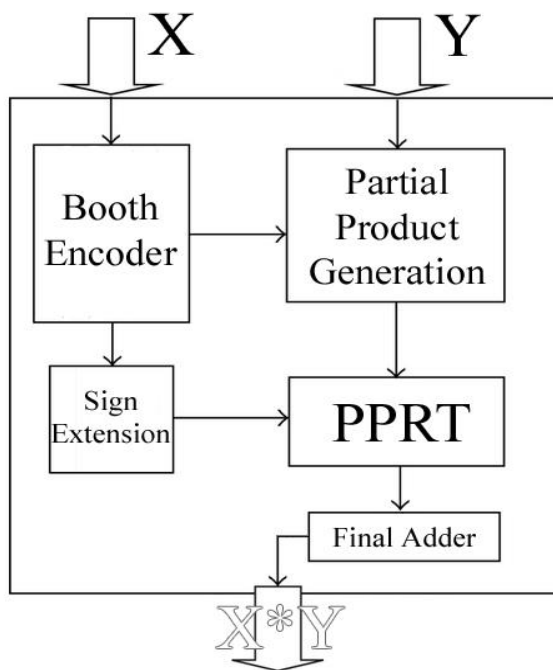 X
Y
Booth
Encoder
Partial
Product
Generation
Sign
Extension
PPRT
Final Adder
X*Y